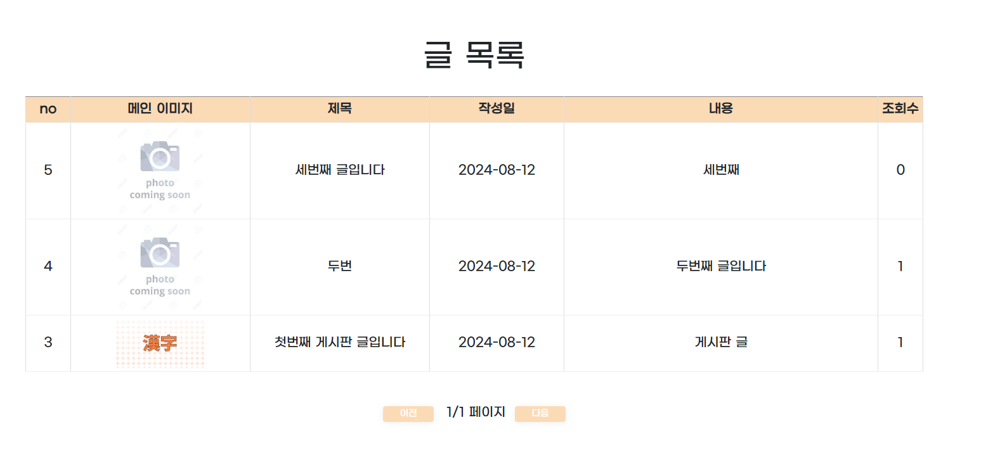 글 목록
no 메인 이미지 제목 작성일 내용 조회수
5 photo coming soon 세번째 글입니다 2024-08-12 세번째 0
4 photo coming soon 두번 2024-08-12 두번째 글입니다 1
3 漢字 첫번째 게시판 글입니다 2024-08-12 게시판 글 1
이전 1/1 페이지 다음